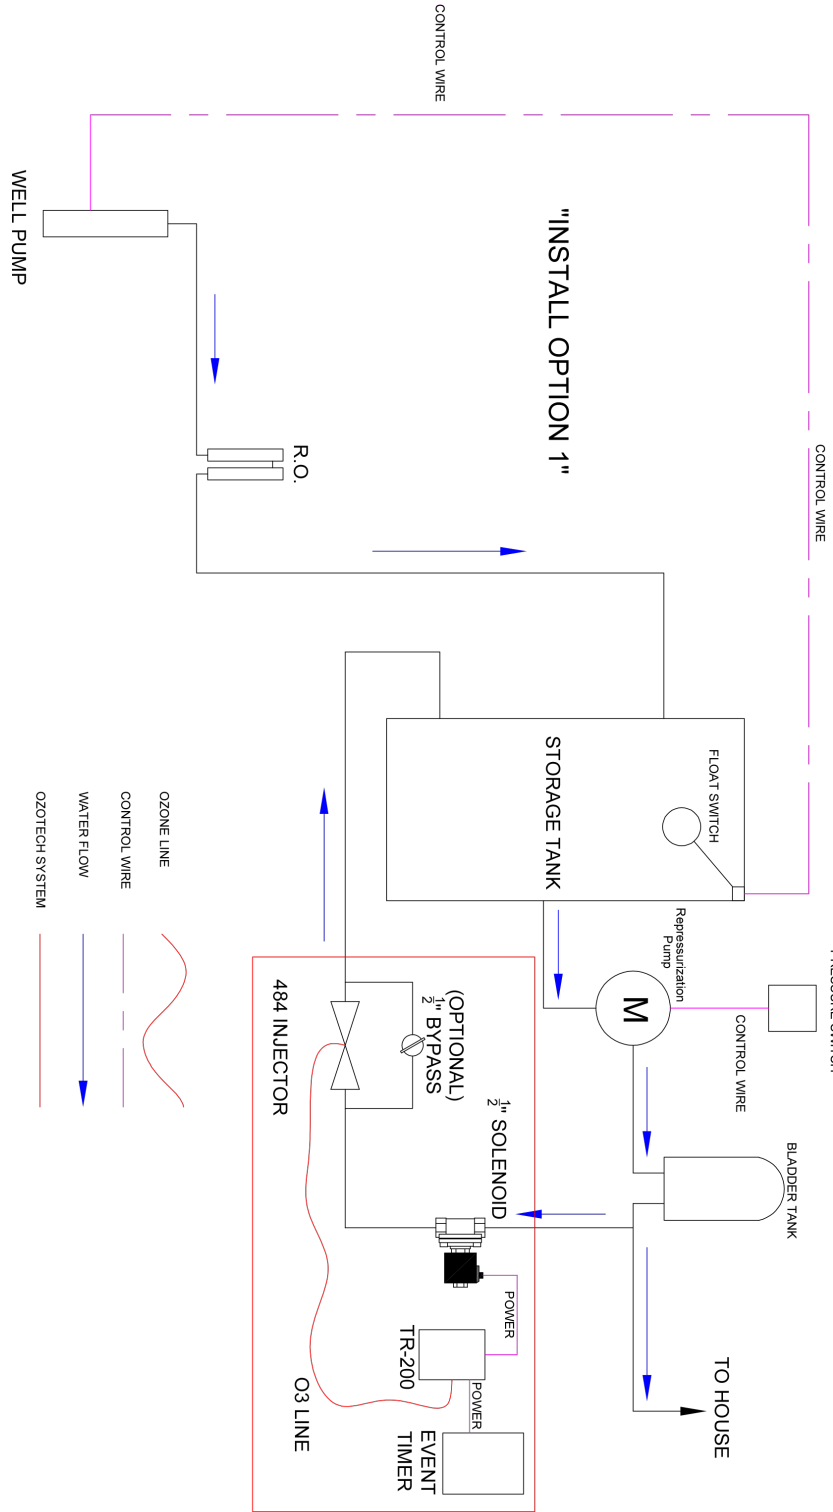 PRESSURE SWITCH
CONTROL WIRE
BLADDER TANK
CONTROL WIRE
TO HOUSE
FLOAT SWITCH
Repressurization
Pump
M
"INSTALL OPTION 1"
STORAGE TANK
1/2" SOLENOID
POWER
POWER
CONTROL WIRE
(OPTIONAL)
1/2" BYPASS
TR-200
EVENT
TIMER
R.O.
484 INJECTOR
O3 LINE
WELL PUMP
OZONE LINE
CONTROL WIRE
WATER FLOW
OZOTECH SYSTEM